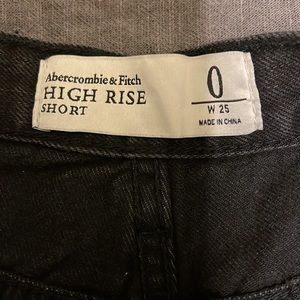 Abercrombie & Fitch
HIGH RISE
SHORT
0
W 25
MADE IN CHINA